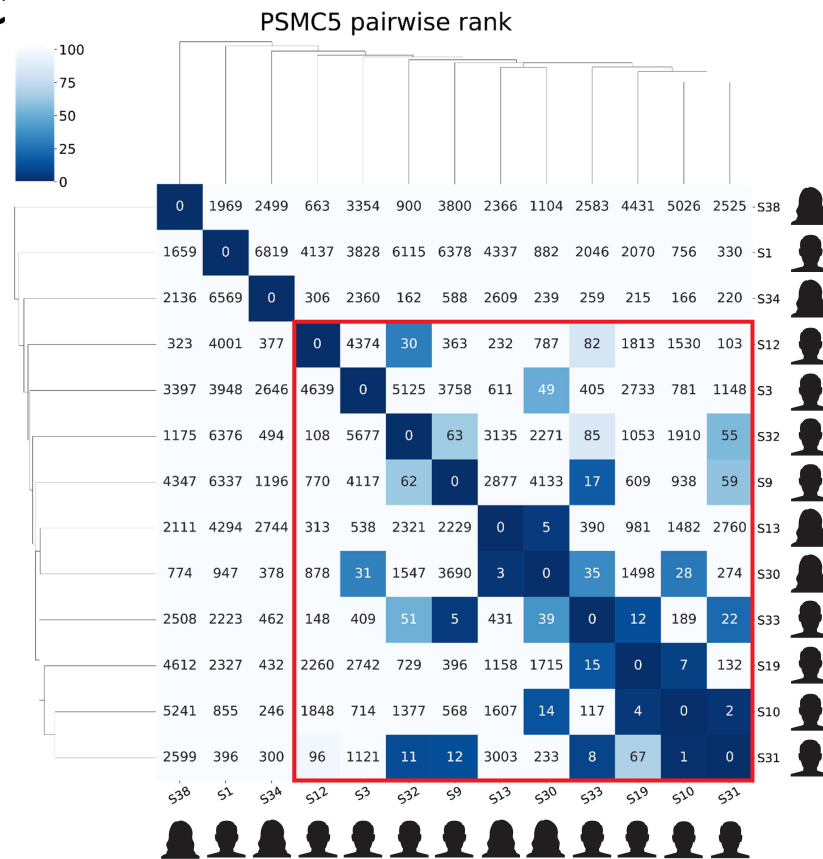 PSMC5 pairwise rank
100
75
50
25
0
0 1969 2499 663 3354 900 3800 2366 1104 2583 4431 5026 2525 S38
1659 0 6819 4137 3828 6115 6378 4337 882 2046 2070 756 330 S1
2136 6569 0 306 2360 162 588 2609 239 259 215 166 220 S34
323 4001 377 0 4374 30 363 232 787 82 1813 1530 103 S12
3397 3948 2646 4639 0 5125 3758 611 49 405 2733 781 1148 S3
1175 6376 494 108 5677 0 63 3135 2271 85 1053 1910 55 S32
4347 6337 1196 770 4117 62 0 2877 4133 17 609 938 59 S9
2111 4294 2744 313 538 2321 2229 0 5 390 981 1482 2760 S13
774 947 378 878 31 1547 3690 3 0 35 1498 28 274 S30
2508 2223 462 148 409 51 5 431 39 0 12 189 22 S33
4612 2327 432 2260 2742 729 396 1158 1715 15 0 7 132 S19
5241 855 246 1848 714 1377 568 1607 14 117 4 0 2 S10
2599 396 300 96 1121 11 12 3003 233 8 67 1 0 S31
S38 S1 S34 S12 S3 S32 S9 S13 S30 S33 S19 S10 S31